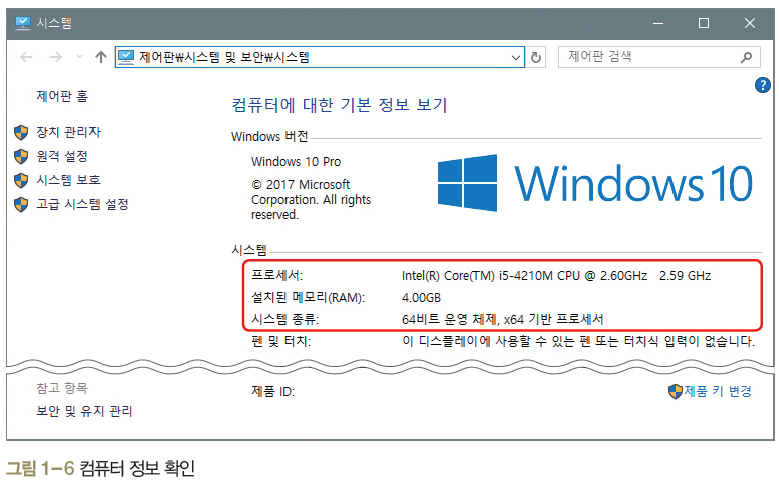 시스템
제어판₩시스템 및 보안₩시스템
제어판 검색
?
제어판 홈
장치 관리자
원격 설정
시스템 보호
고급 시스템 설정
컴퓨터에 대한 기본 정보 보기
Windows 버전
Windows 10 Pro
© 2017 Microsoft
Corporation. All rights
reserved.
Windows 10
시스템
프로세서: Intel(R) Core(TM) i5-4210M CPU @ 2.60GHz 2.59 GHz
설치된 메모리(RAM): 4.00GB
시스템 종류: 64비트 운영 체제, x64 기반 프로세서
펜 및 터치: 이 디스플레이에 사용할 수 있는 펜 또는 터치식 입력이 없습니다.
참고 항목
보안 및 유지 관리
제품 ID:
제품 키 변경
그림 1-6 컴퓨터 정보 확인